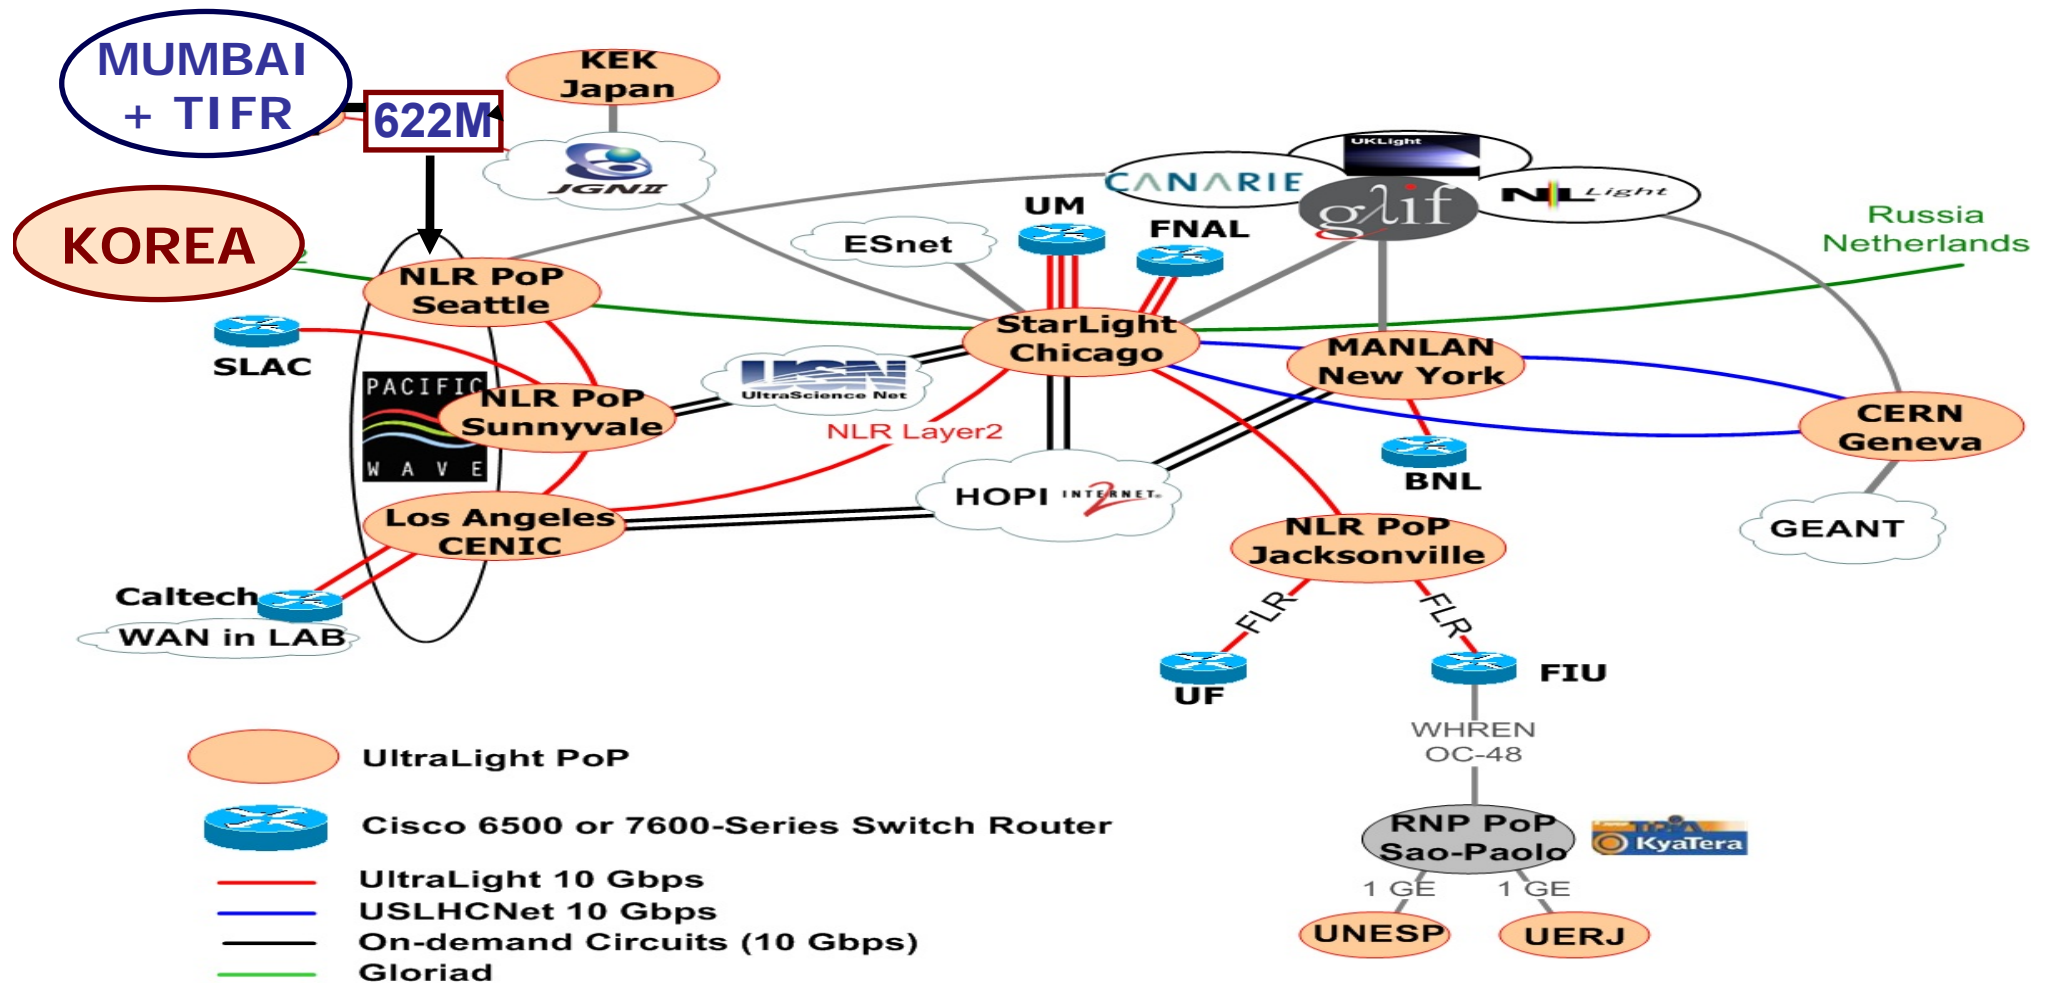 MUMBAI
+ TIFR
622M
KEK
Japan
JGNII
KOREA
2
UKLight
CANARIE
glif
NLLight
UM
FNAL
ESnet
Russia
Netherlands
NLR PoP
Seattle
SLAC
StarLight
Chicago
MANLAN
New York
PACIFIC
WAVE
NLR PoP
Sunnyvale
USN
UltraScience Net
NLR Layer2
CERN
Geneva
BNL
HOPI INTERNET 2
Los Angeles
CENIC
NLR PoP
Jacksonville
GEANT
Caltech
WAN in LAB
FLR
FLR
UF
FIU
WHREN
OC-48
RNP PoP
Sao-Paolo
KyaTera
1 GE
1 GE
UNESP
UERJ
UltraLight PoP
Cisco 6500 or 7600-Series Switch Router
UltraLight 10 Gbps
USLHCNet 10 Gbps
On-demand Circuits (10 Gbps)
Gloriad